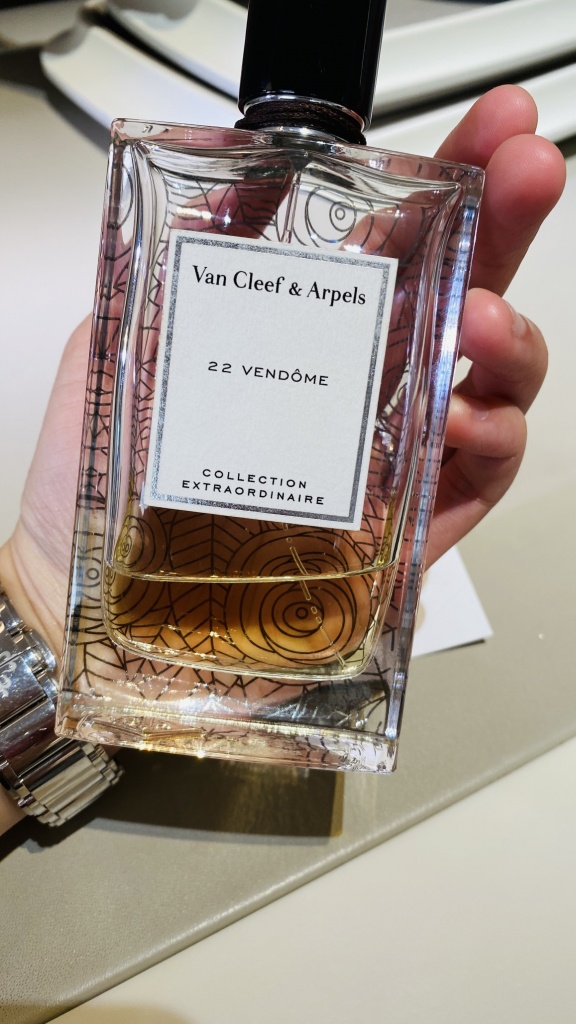 Van Cleef & Arpels
22 VENDÔME
COLLECTION
EXTRAORDINAIRE